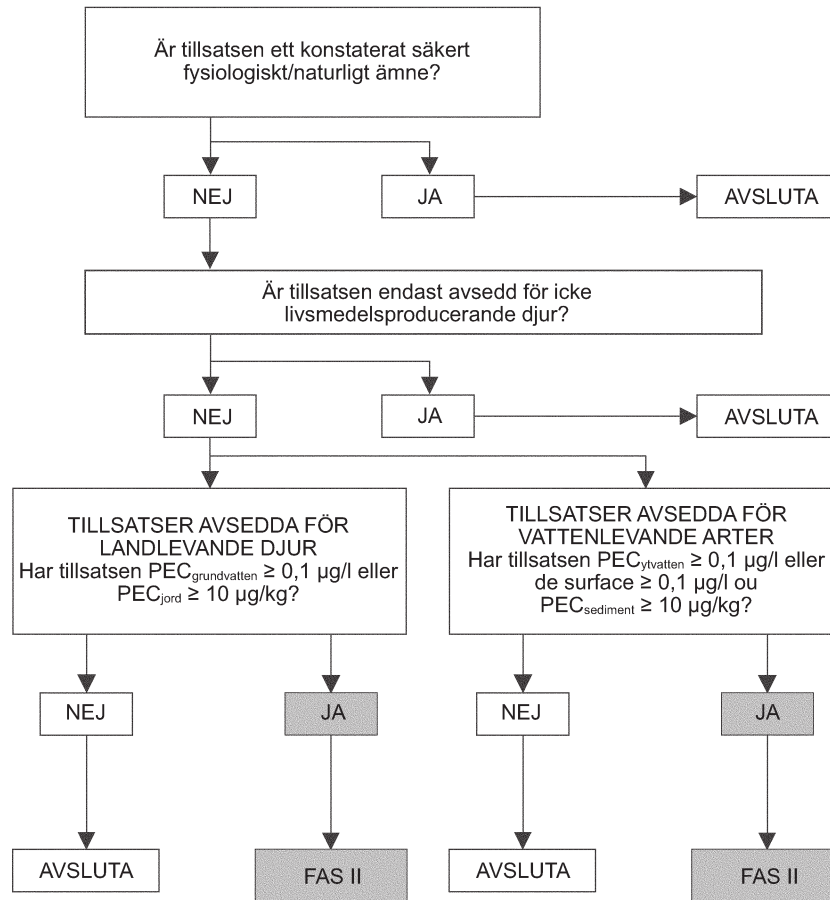 Är tillsatsen ett konstaterat säkert
fysiologiskt/naturligt ämne?
NEJ
JA
AVSLUTA
Är tillsatsen endast avsedd för icke
livsmedelsproducerande djur?
NEJ
JA
AVSLUTA
TILLSATSER AVSEDDA FÖR
LANDLEVANDE DJUR
Har tillsatsen PECgrundvatten ≥ 0,1 µg/l eller
PECjord ≥ 10 µg/kg?
TILLSATSER AVSEDDA FÖR
VATTENLEVANDE ARTER
Har tillsatsen PECytvatten ≥ 0,1 µg/l eller
de surface ≥ 0,1 µg/l ou
PECsediment ≥ 10 µg/kg?
NEJ
JA
NEJ
JA
AVSLUTA
FAS II
AVSLUTA
FAS II